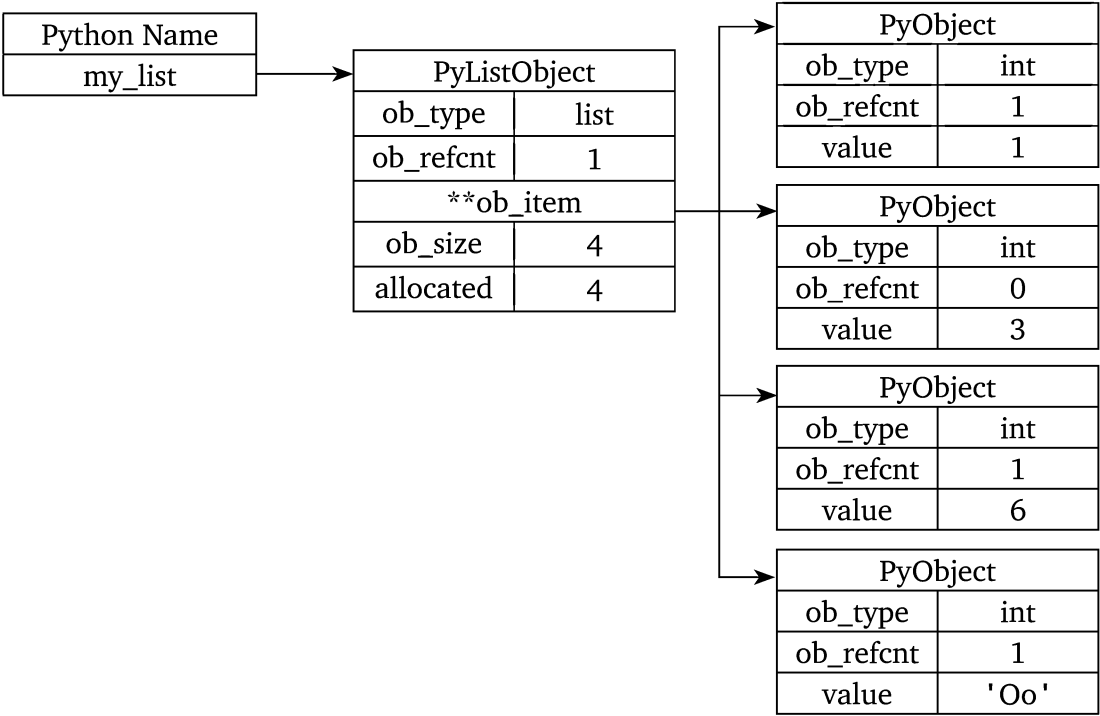 Python Name
my_list
PyListObject
ob_type list
ob_refcnt 1
**ob_item
ob_size 4
allocated 4
PyObject
ob_type int
ob_refcnt 1
value 1
PyObject
ob_type int
ob_refcnt 0
value 3
PyObject
ob_type int
ob_refcnt 1
value 6
PyObject
ob_type int
ob_refcnt 1
value 'Oo'